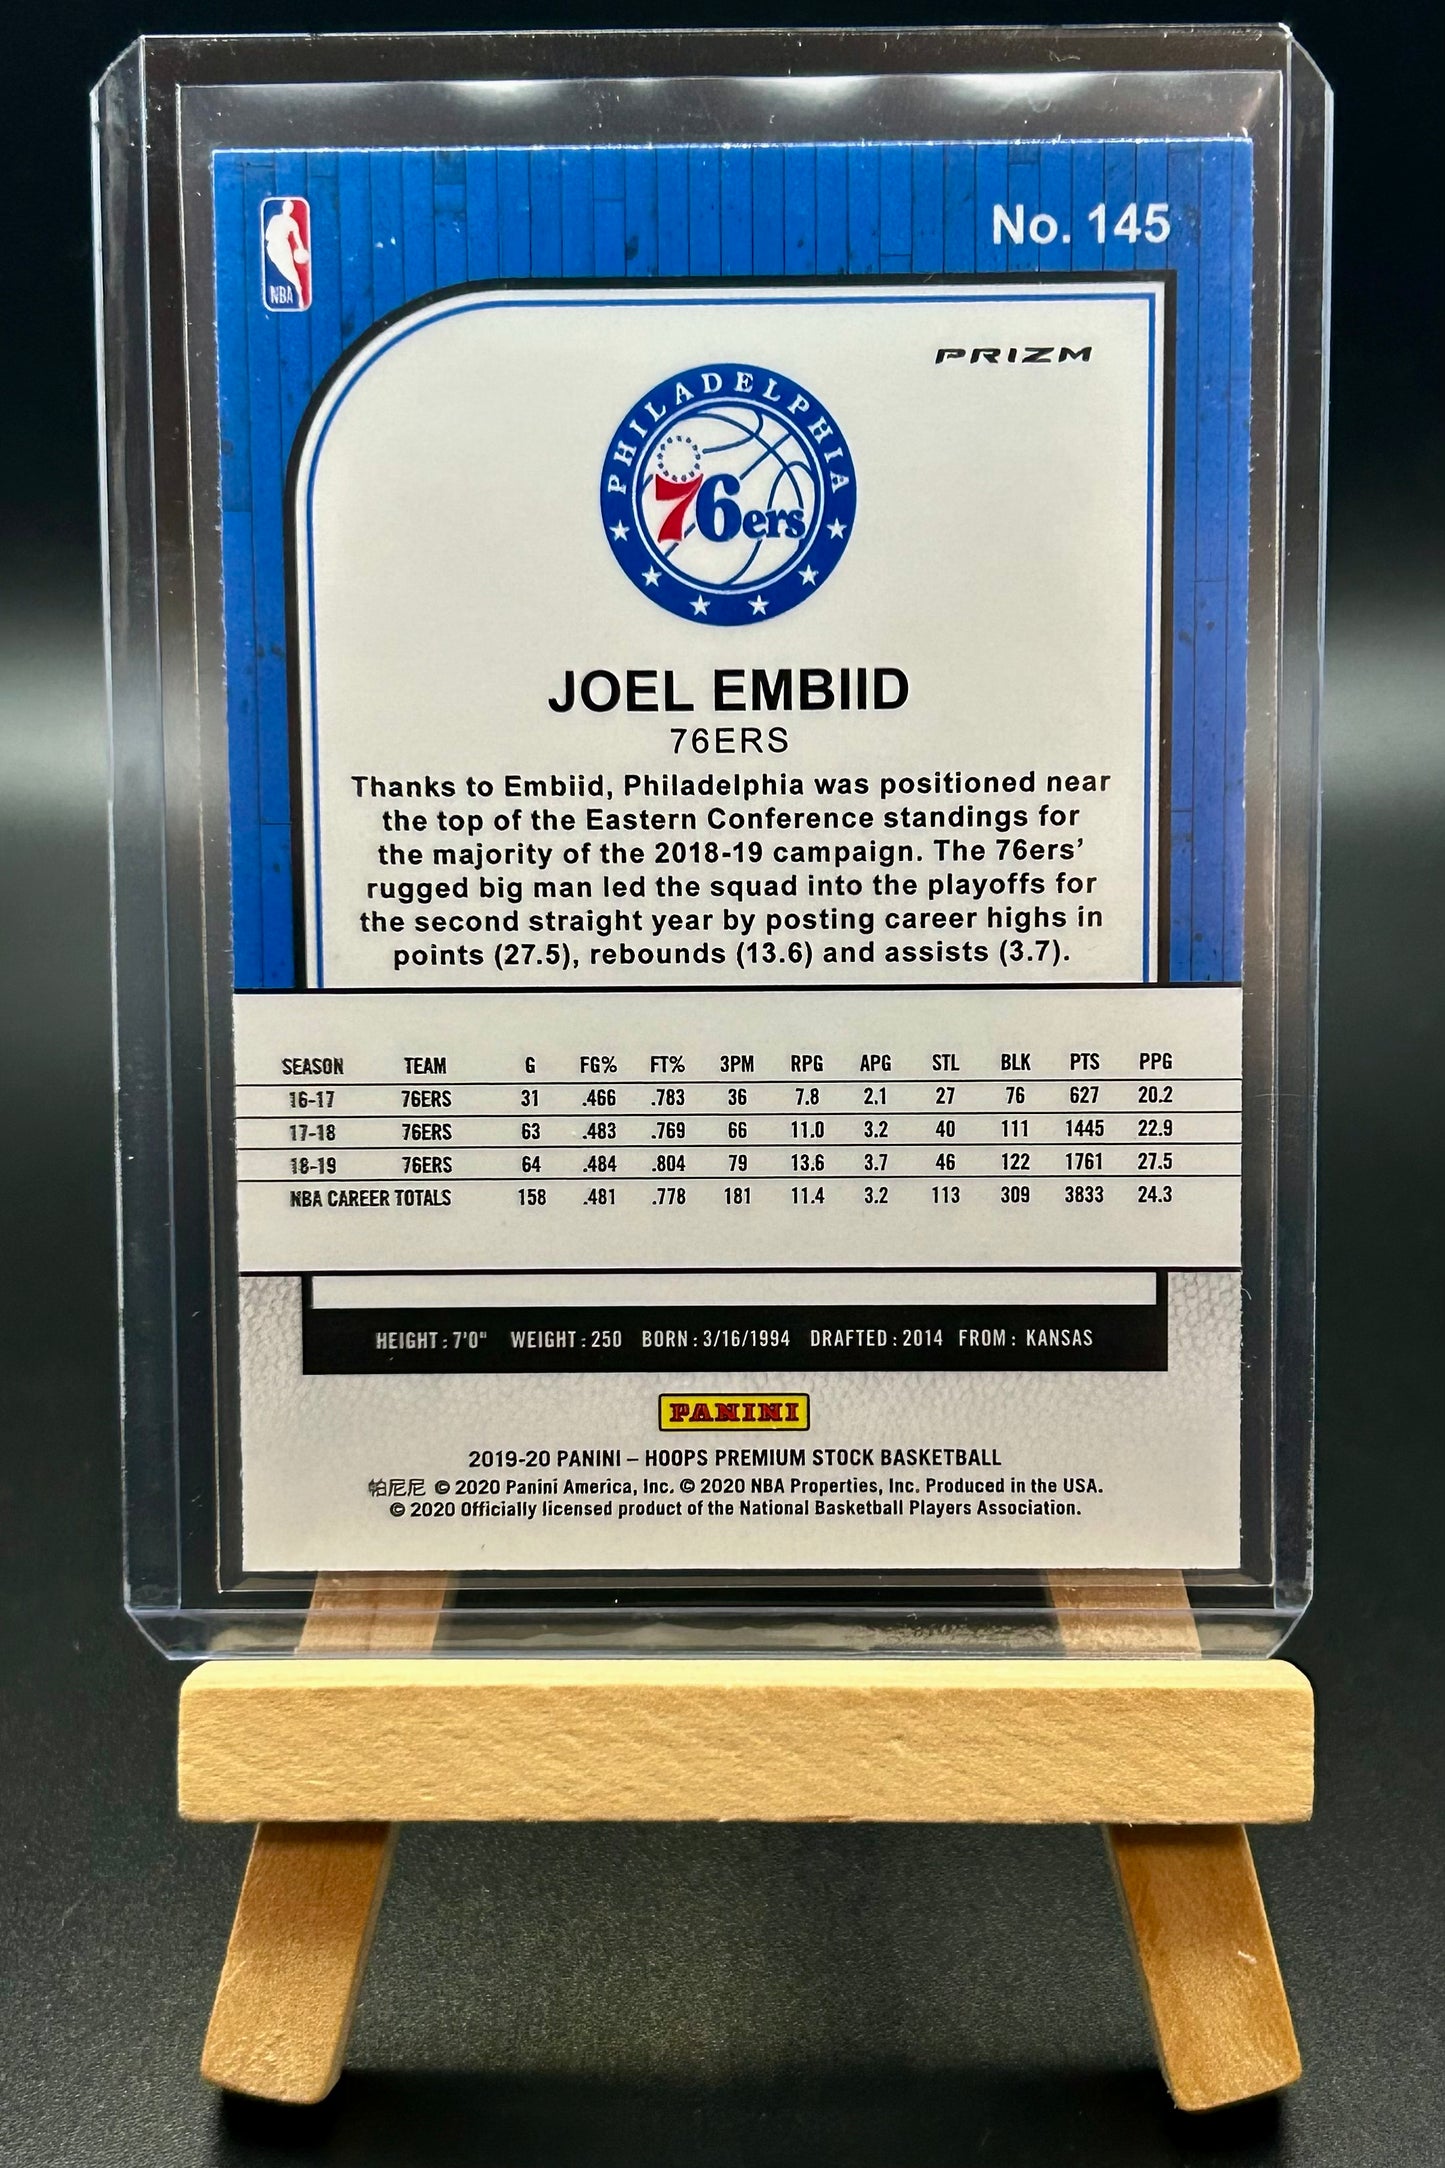 No. 145
NBA
PRIZM
PHILADELPHIA
76ers
JOEL EMBIID
76ERS
Thanks to Embiid, Philadelphia was positioned near
the top of the Eastern Conference standings for
the majority of the 2018-19 campaign. The 76ers’
rugged big man led the squad into the playoffs for
the second straight year by posting career highs in
points (27.5), rebounds (13.6) and assists (3.7).
SEASON TEAM G FG% FT% 3PM RPG APG STL BLK PTS PPG
16-17 76ERS 31 .466 .783 36 7.8 2.1 27 76 627 20.2
17-18 76ERS 63 .483 .769 66 11.0 3.2 40 111 1445 22.9
18-19 76ERS 64 .484 .804 79 13.6 3.7 46 122 1761 27.5
NBA CAREER TOTALS 158 .481 .778 181 11.4 3.2 113 309 3833 24.3
HEIGHT : 7'0" WEIGHT : 250 BORN : 3/16/1994 DRAFTED : 2014 FROM : KANSAS
PANINI
2019-20 PANINI – HOOPS PREMIUM STOCK BASKETBALL
帕尼尼 © 2020 Panini America, Inc. © 2020 NBA Properties, Inc. Produced in the USA.
© 2020 Officially licensed product of the National Basketball Players Association.